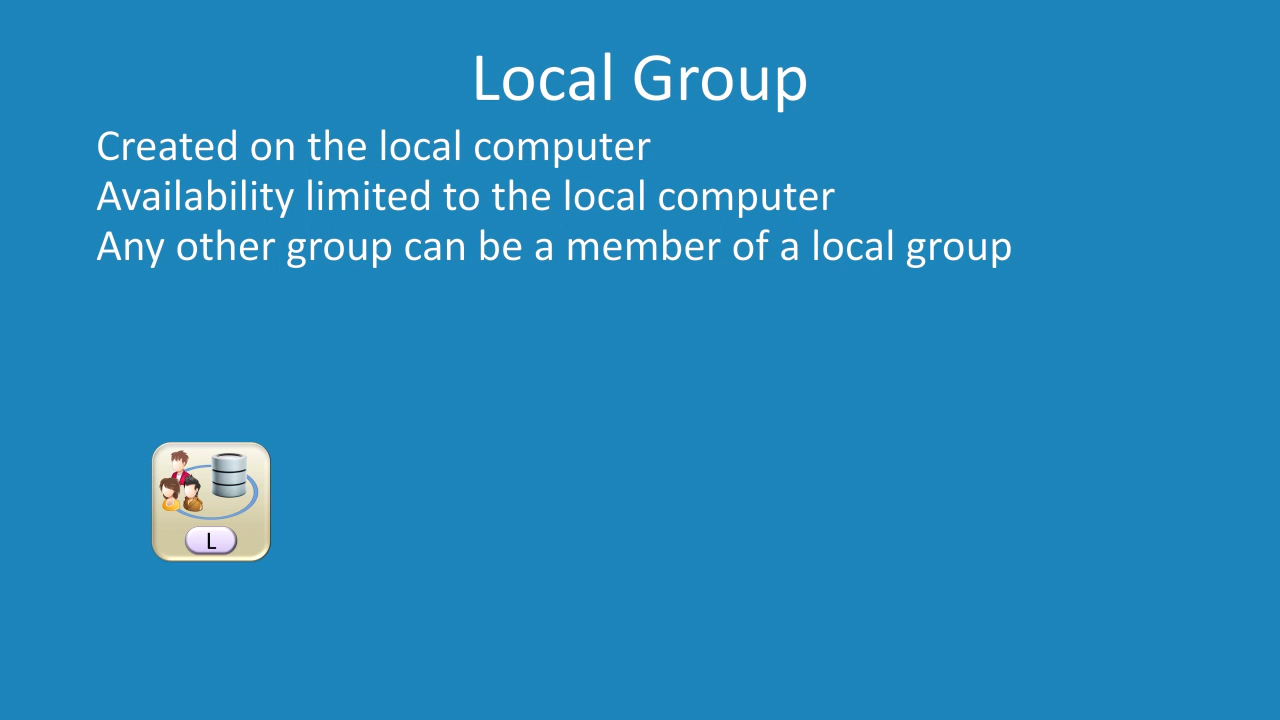 Local Group
Created on the local computer
Availability limited to the local computer
Any other group can be a member of a local group
L